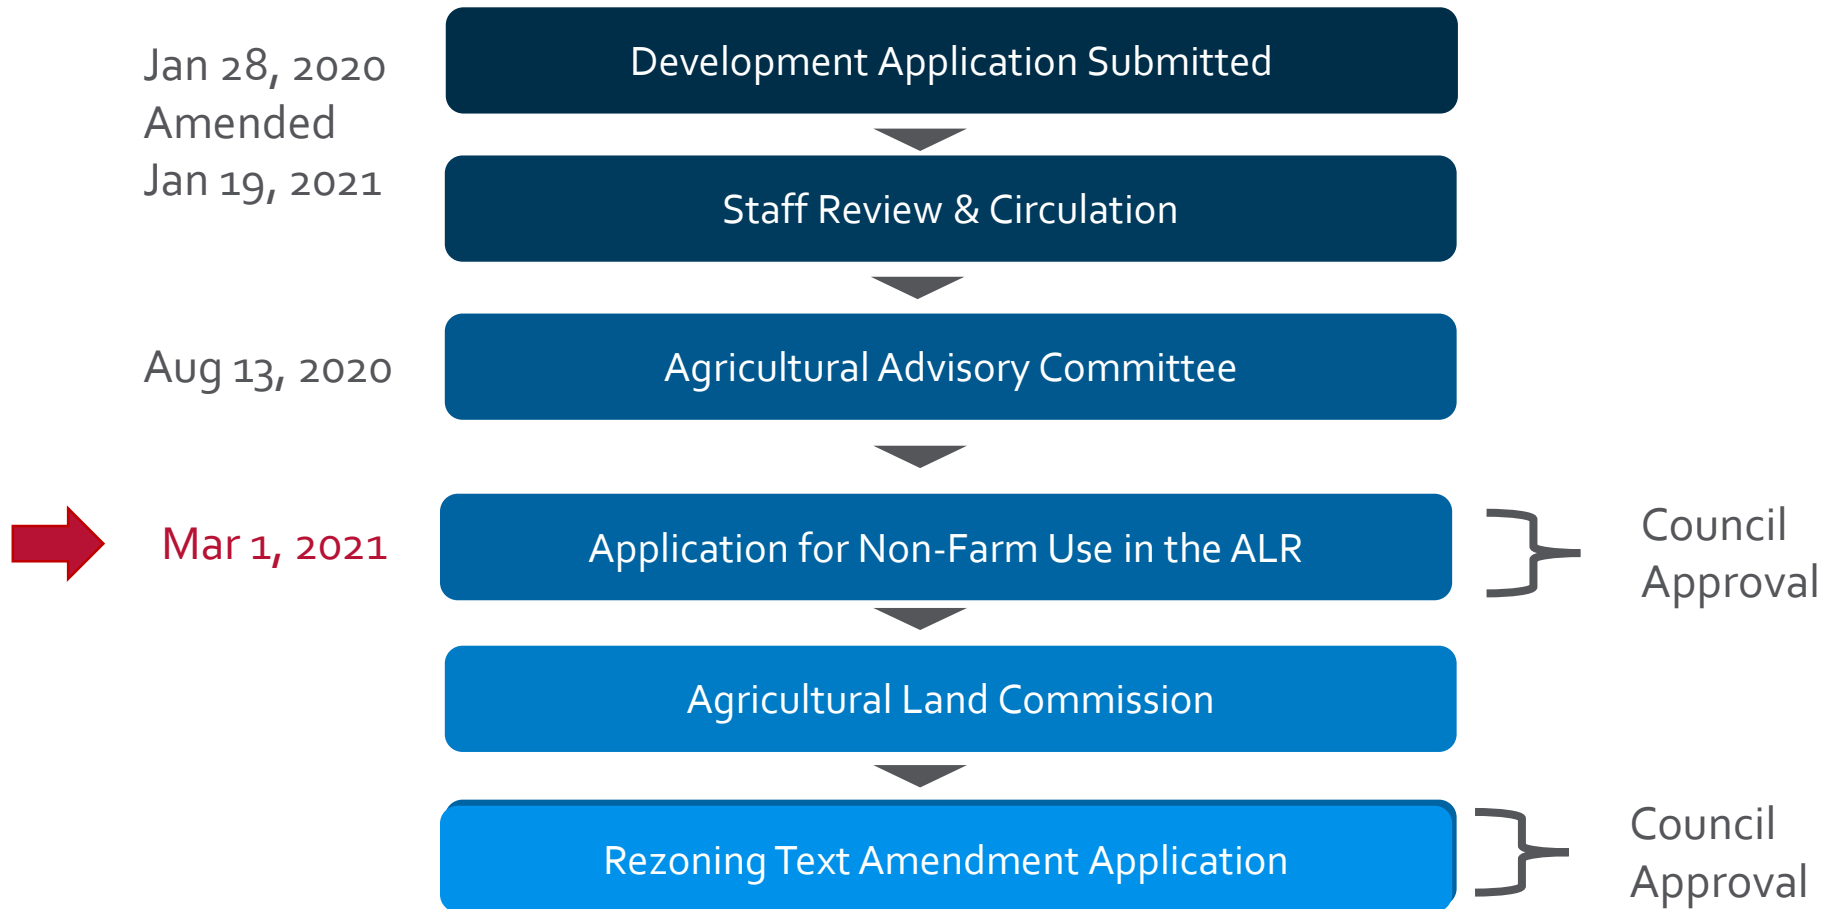 Jan 28, 2020
Amended
Jan 19, 2021
Development Application Submitted
Staff Review & Circulation
Aug 13, 2020
Agricultural Advisory Committee
Mar 1, 2021
Application for Non-Farm Use in the ALR
Council
Approval
Agricultural Land Commission
Rezoning Text Amendment Application
Council
Approval